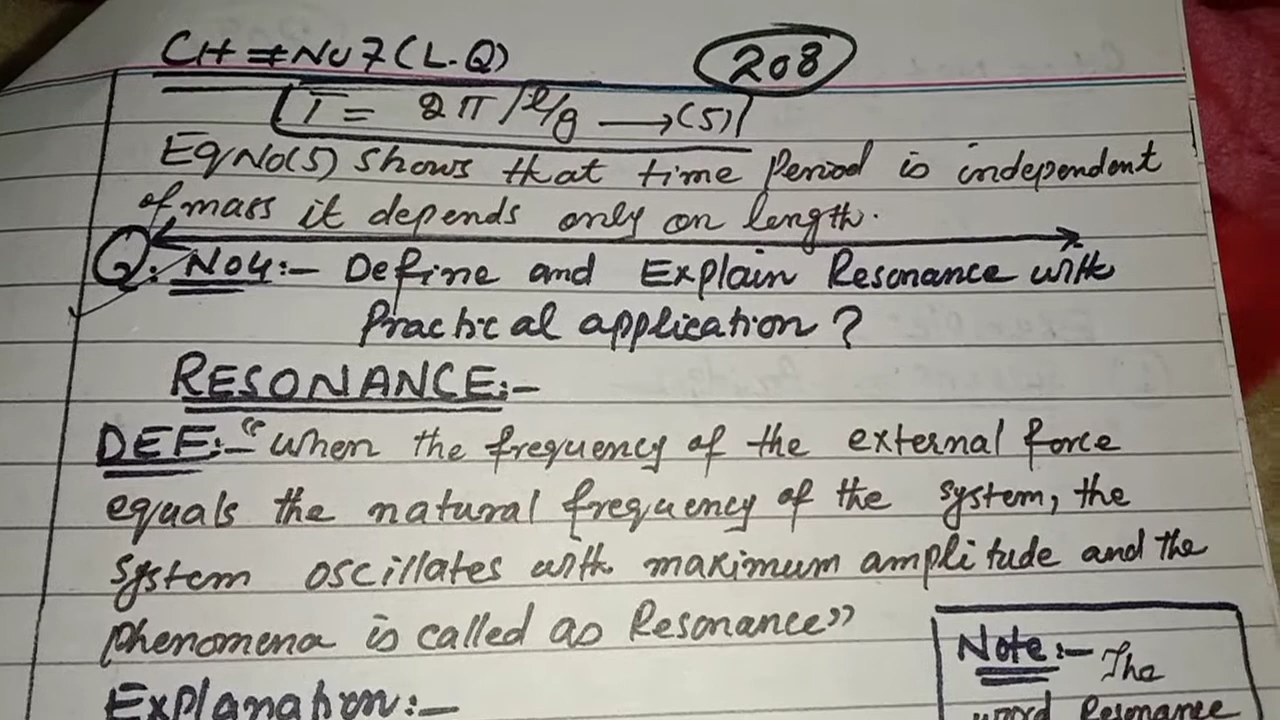 CH # NO 7 (L.Q) 208
T = 2π √l/g → (5)
Eq No(5) shows that time Period is independent
of mass it depends only on length.
Q. No4:- Define and Explain Resonance with
Practical application?
RESONANCE:-
DEF:- "when the frequency of the external force
equals the natural frequency of the system, the
system oscillates with maximum amplitude and the
phenomena is called as Resonance"
Note:- The
word Resonance
Explanation:-